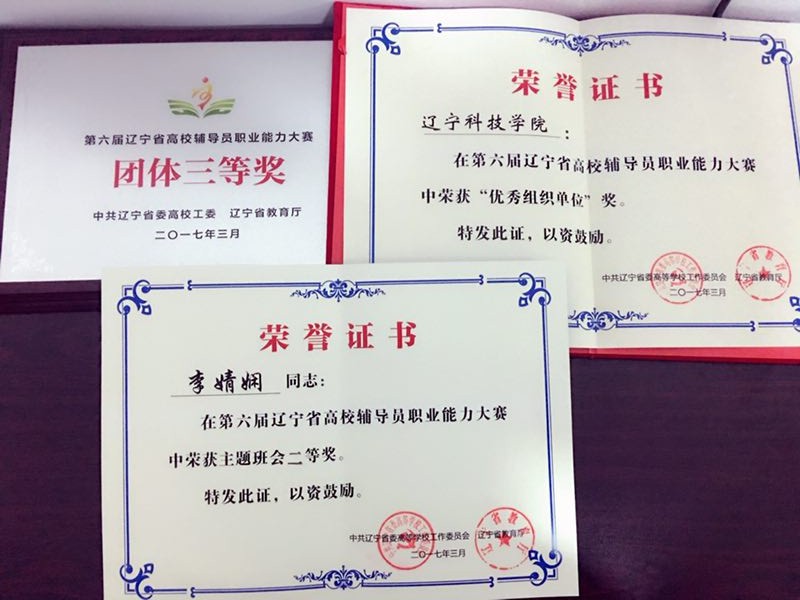 第六届辽宁省高校辅导员职业能力大赛
团体三等奖
中共辽宁省委高校工委 辽宁省教育厅
二〇一七年三月
荣誉证书
辽宁科技学院：
在第六届辽宁省高校辅导员职业能力大赛
中荣获“优秀组织单位”奖。
特发此证，以资鼓励。
中共辽宁省委高等学校工作委员会 辽宁省教育厅
二〇一七年三月
荣誉证书
李婧娴 同志：
在第六届辽宁省高校辅导员职业能力大赛
中荣获主题班会二等奖。
特发此证，以资鼓励。
中共辽宁省委高等学校工作委员会 辽宁省教育厅
二〇一七年三月